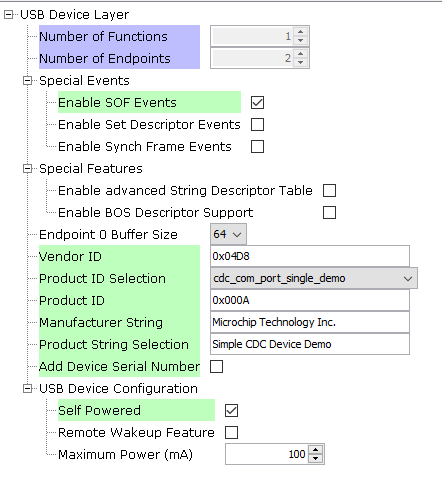 USB Device Layer
Number of Functions 1
Number of Endpoints 2
Special Events
Enable SOF Events
Enable Set Descriptor Events
Enable Synch Frame Events
Special Features
Enable advanced String Descriptor Table
Enable BOS Descriptor Support
Endpoint 0 Buffer Size 64
Vendor ID 0x04D8
Product ID Selection cdc_com_port_single_demo
Product ID 0x000A
Manufacturer String Microchip Technology Inc.
Product String Selection Simple CDC Device Demo
Add Device Serial Number
USB Device Configuration
Self Powered
Remote Wakeup Feature
Maximum Power (mA) 100